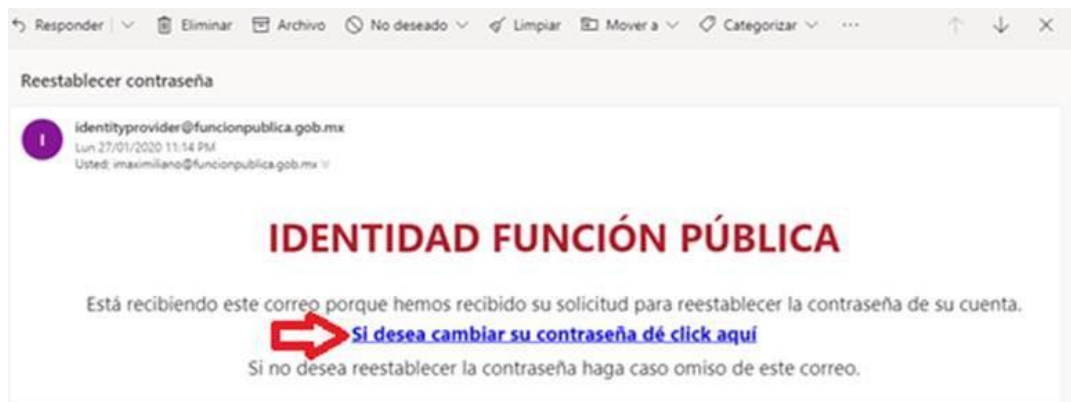 Responder Eliminar Archivo No deseado Limpiar Mover a Categorizar ...
Reestablecer contraseña
I
identityprovider@funcionpublica.gob.mx
Lun 27/01/2020 11:14 PM
Usted; imaximiliano@funcionpublica.gob.mx
IDENTIDAD FUNCIÓN PÚBLICA
Está recibiendo este correo porque hemos recibido su solicitud para reestablecer la contraseña de su cuenta.
Si desea cambiar su contraseña dé click aquí
Si no desea reestablecer la contraseña haga caso omiso de este correo.